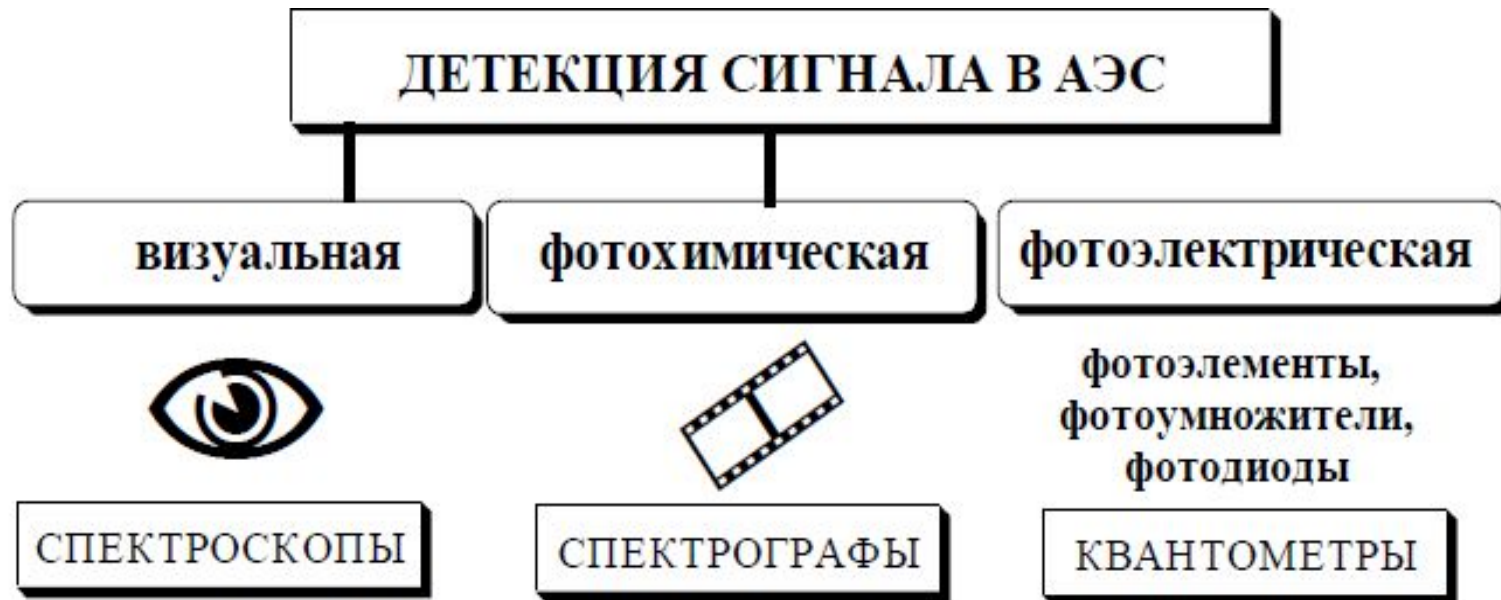 ДЕТЕКЦИЯ СИГНАЛА В АЭС
визуальная
фотохимическая
фотоэлектрическая
фотоэлементы,
фотоумножители,
фотодиоды
СПЕКТРОСКОПЫ
СПЕКТРОГРАФЫ
КВАНТОМЕТРЫ